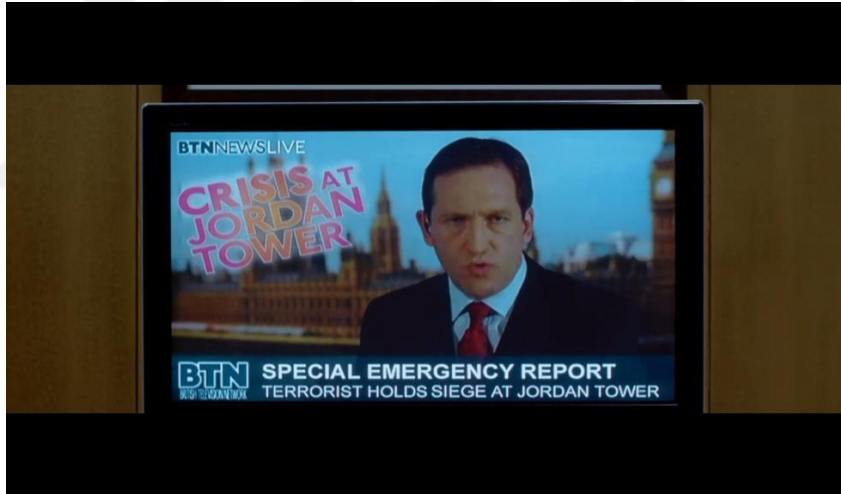 BTNNEWSLIVE
CRISIS AT
JORDAN
TOWER
BTN
BRITISH TELEVISION NETWORK
SPECIAL EMERGENCY REPORT
TERRORIST HOLDS SIEGE AT JORDAN TOWER